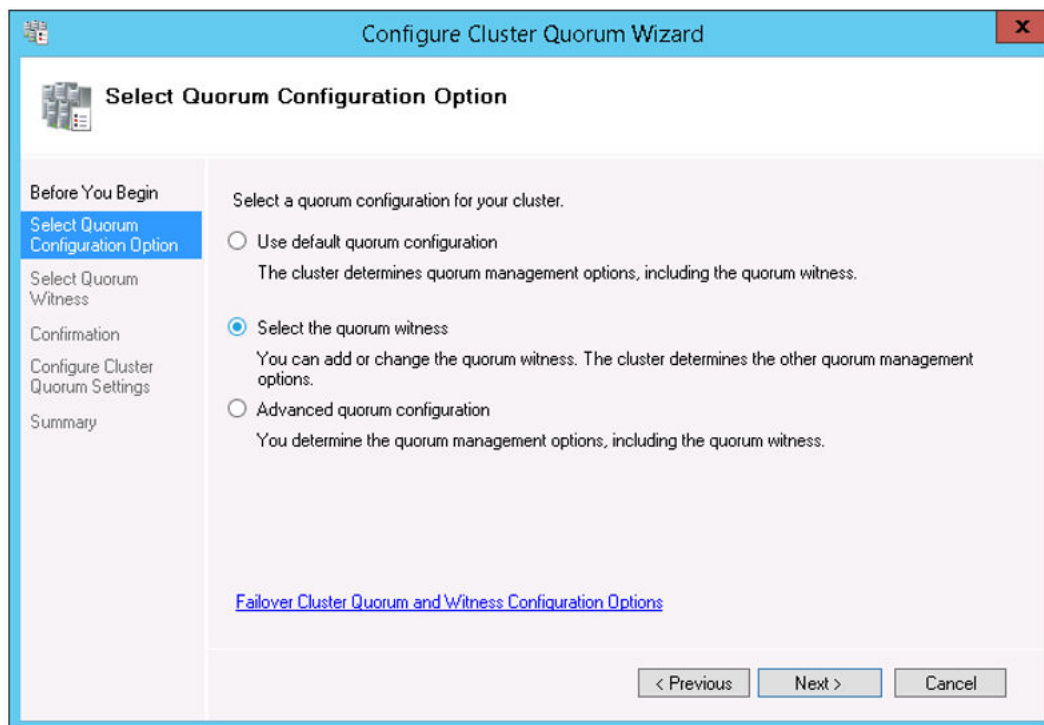 Configure Cluster Quorum Wizard
x
Select Quorum Configuration Option
Before You Begin
Select Quorum
Configuration Option
Select Quorum
Witness
Confirmation
Configure Cluster
Quorum Settings
Summary
Select a quorum configuration for your cluster.
Use default quorum configuration
The cluster determines quorum management options, including the quorum witness.
Select the quorum witness
You can add or change the quorum witness. The cluster determines the other quorum management
options.
Advanced quorum configuration
You determine the quorum management options, including the quorum witness.
Failover Cluster Quorum and Witness Configuration Options
< Previous
Next >
Cancel